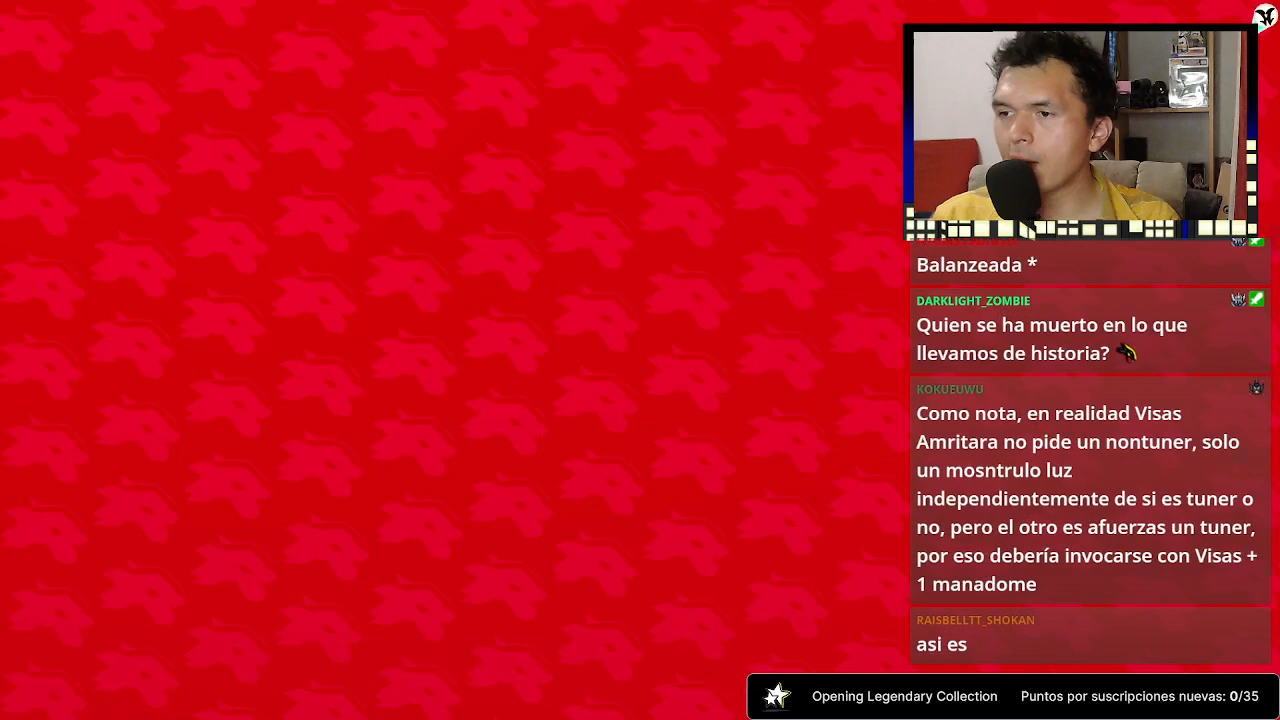 Balanzeada *
DARKLIGHT_ZOMBIE
Quien se ha muerto en lo que
llevamos de historia?
KOKUEUWU
Como nota, en realidad Visas
Amritara no pide un nontuner, solo
un mosntrulo luz
independientemente de si es tuner o
no, pero el otro es afuerzas un tuner,
por eso debería invocarse con Visas +
1 manadome
RAISBELLTT_SHOKAN
asi es
Opening Legendary Collection Puntos por suscripciones nuevas: 0/35